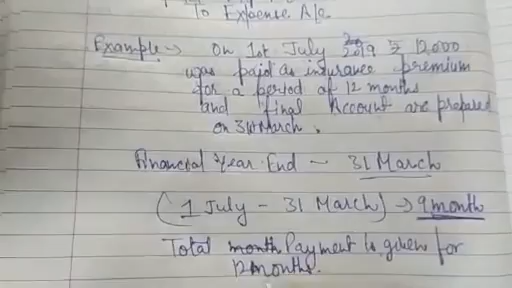 To Expense A/c
Example → On 1st July 2019 ₹ 12,000
was paid as insurance premium
for a period of 12 months
and final Account are prepared
on 31st March.
Financial Year End ~ 31 March
(1 July - 31 March) → 9 month
Total month Payment is given for
12 months.